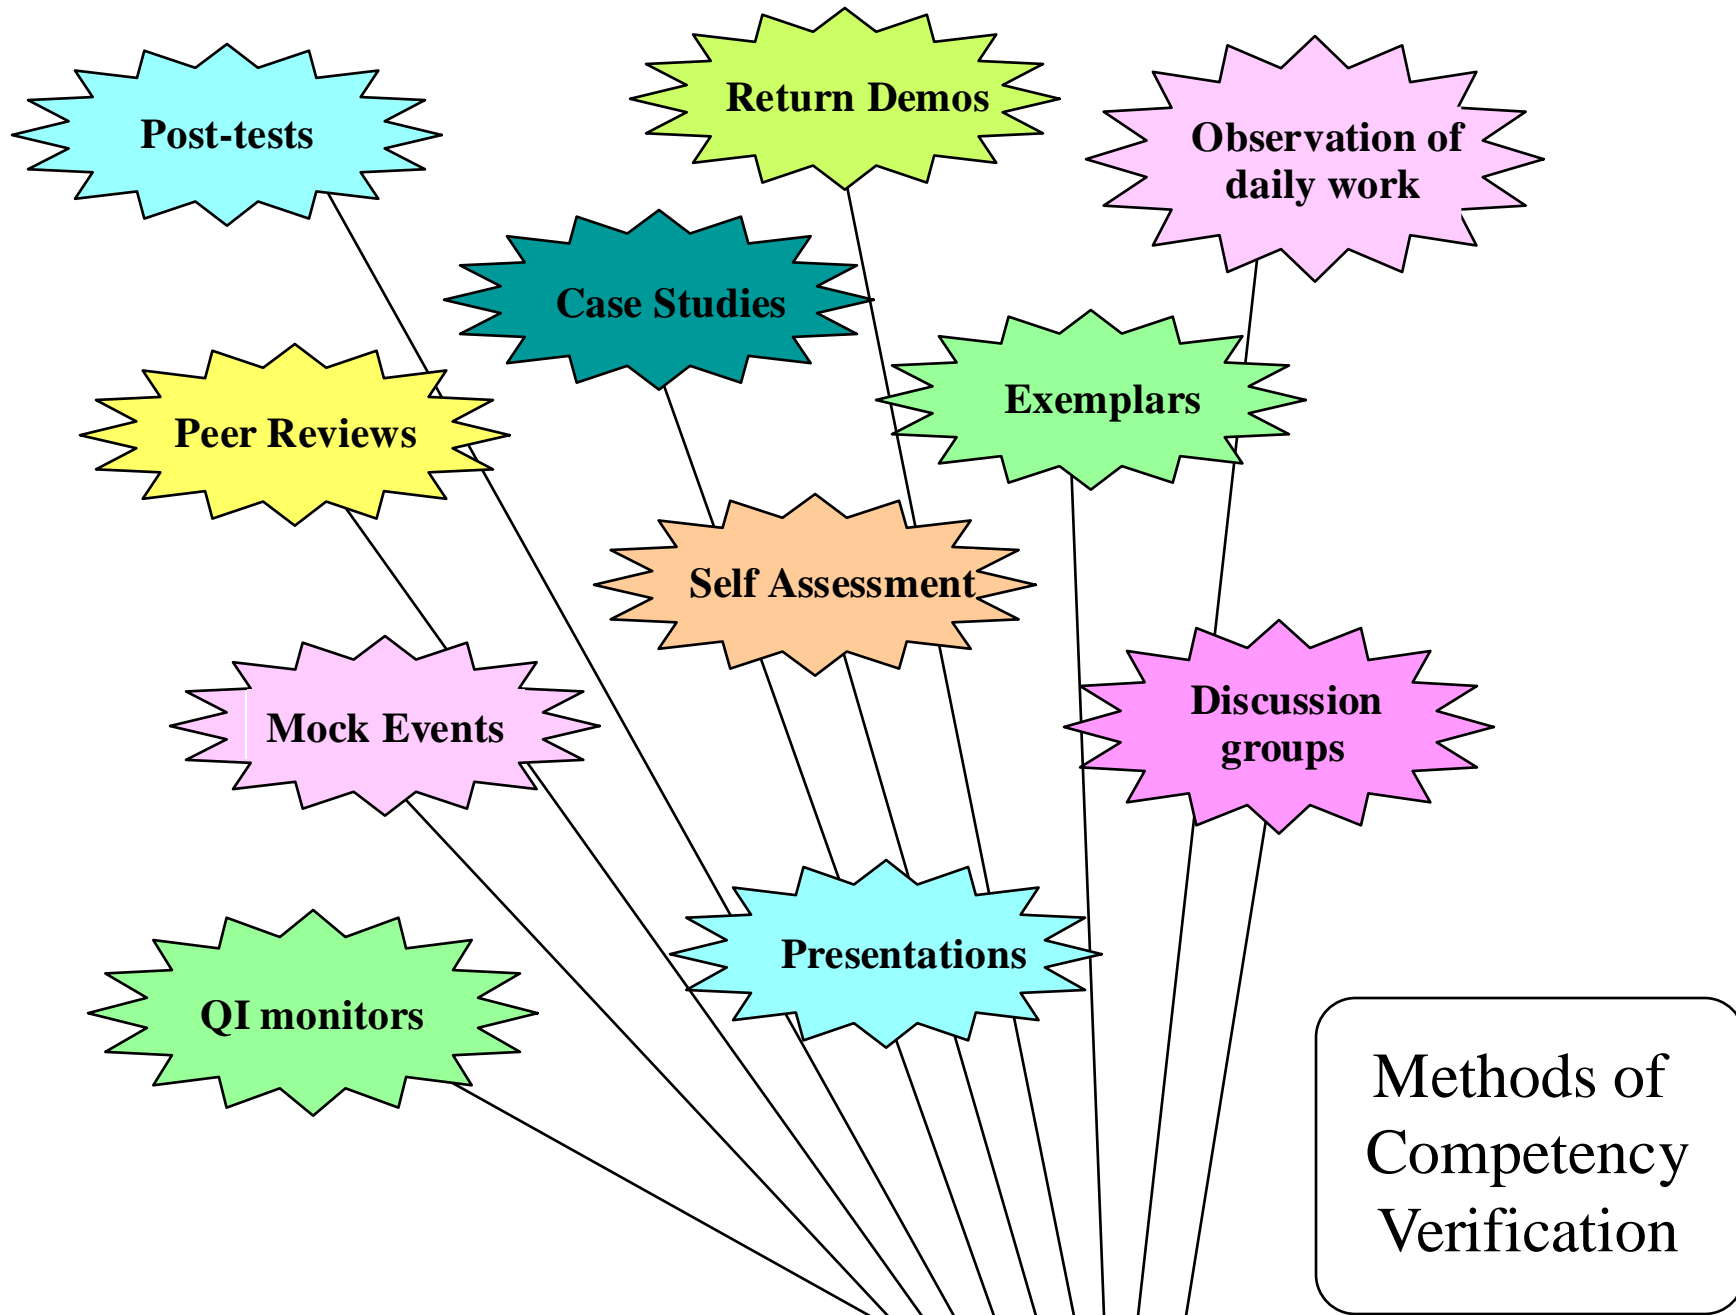 Post-tests
Return Demos
Observation of
daily work
Case Studies
Exemplars
Peer Reviews
Self Assessment
Mock Events
Discussion
groups
Presentations
QI monitors
Methods of
Competency
Verification